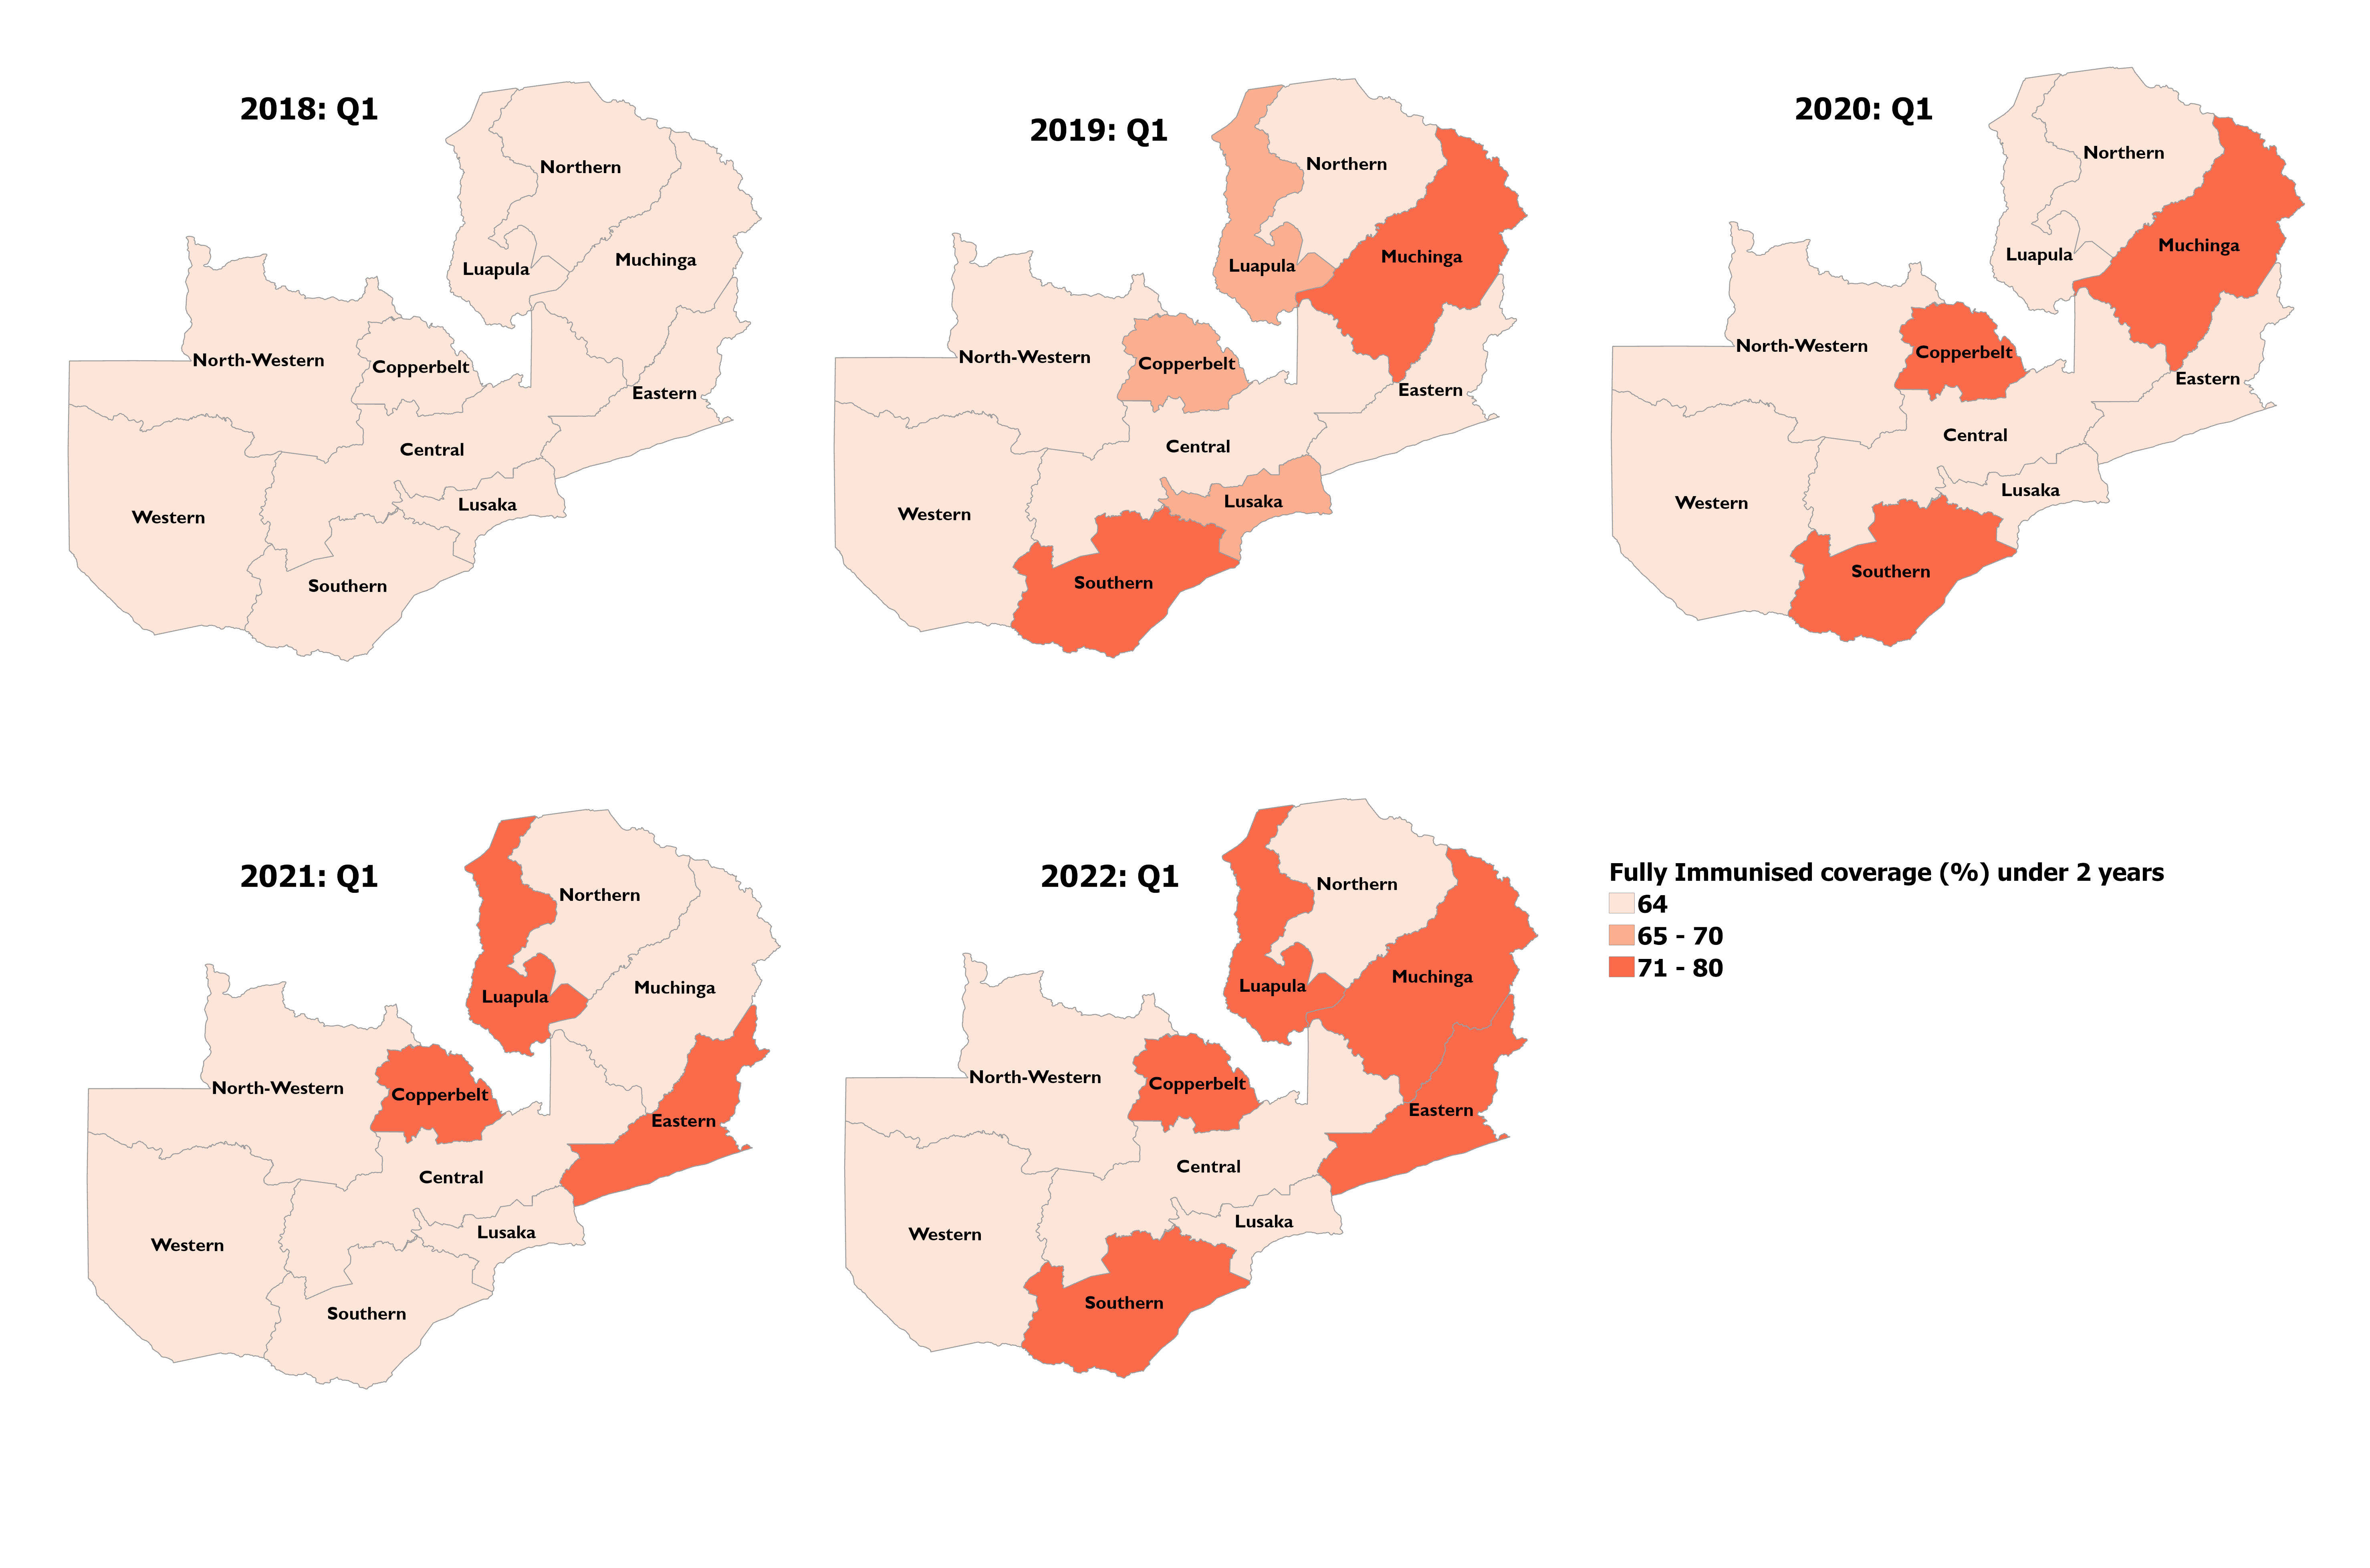 2018: Q1
Northern
Muchinga
Luapula
North-Western
Copperbelt
Eastern
Central
Lusaka
Western
Southern
2019: Q1
Northern
Muchinga
Luapula
North-Western
Copperbelt
Eastern
Central
Lusaka
Western
Southern
2020: Q1
Northern
Muchinga
Luapula
North-Western
Copperbelt
Eastern
Central
Lusaka
Western
Southern
2021: Q1
Northern
Muchinga
Luapula
North-Western
Copperbelt
Eastern
Central
Lusaka
Western
Southern
2022: Q1
Northern
Muchinga
Luapula
North-Western
Copperbelt
Eastern
Central
Lusaka
Western
Southern
Fully Immunised coverage (%) under 2 years
64
65 - 70
71 - 80